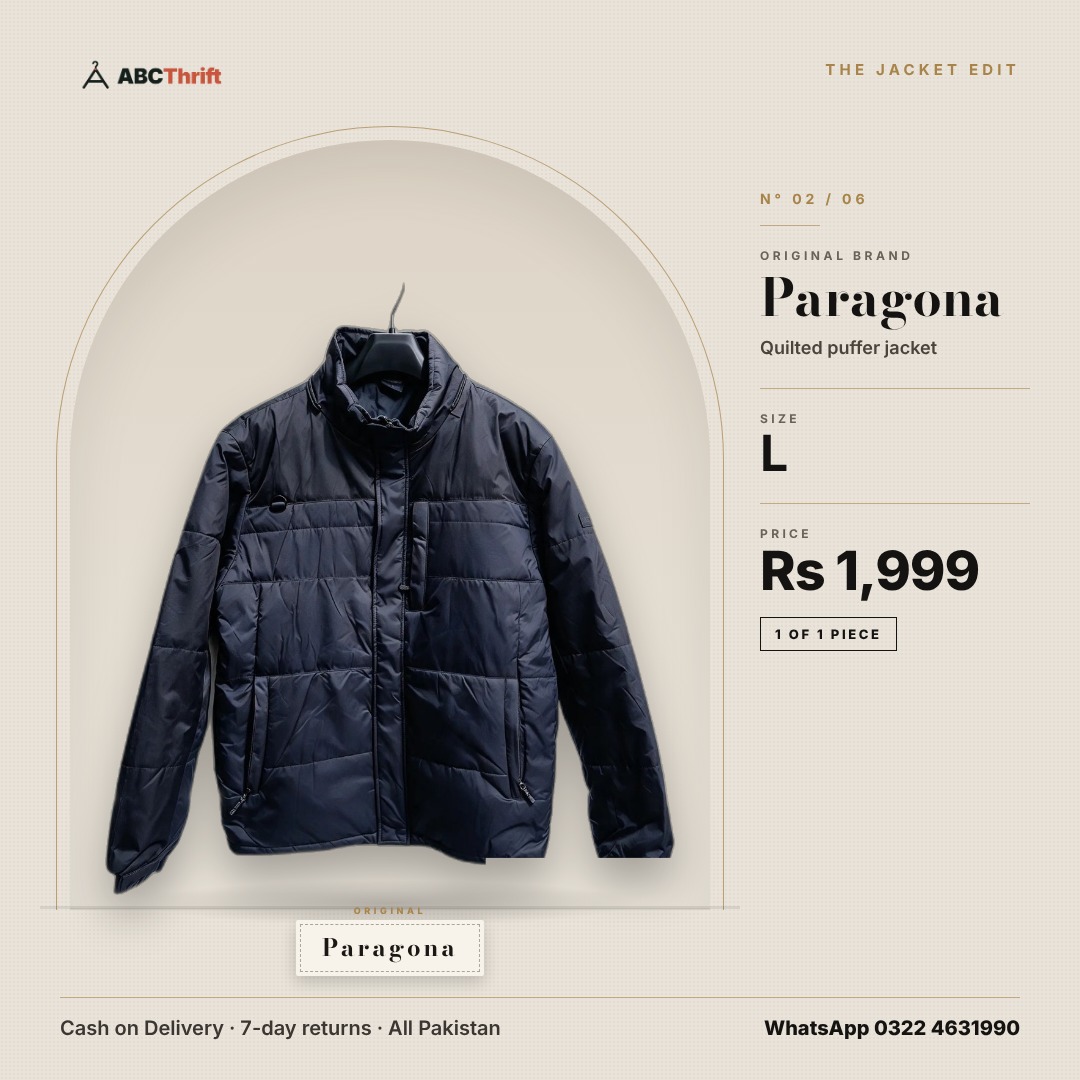 ABCThrift
THE JACKET EDIT
N° 02 / 06
ORIGINAL BRAND
Paragona
Quilted puffer jacket
SIZE
L
PRICE
Rs 1,999
1 OF 1 PIECE
ORIGINAL
Paragona
Cash on Delivery · 7-day returns · All Pakistan
WhatsApp 0322 4631990